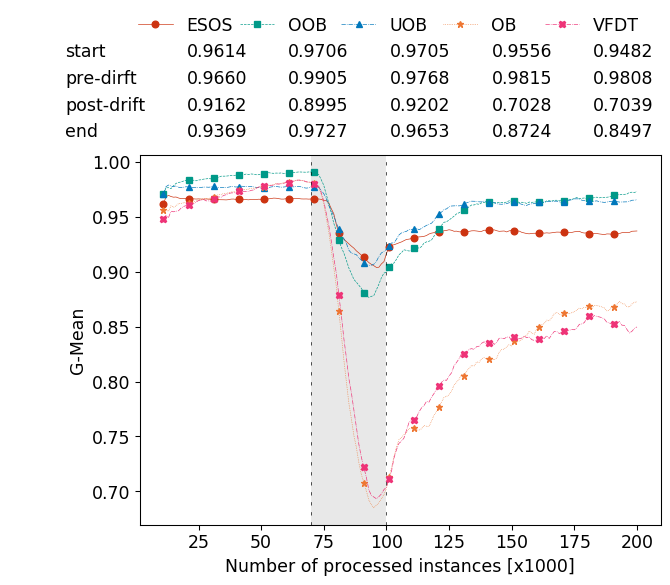 ESOS OOB UOB OB VFDT
start 0.9614 0.9706 0.9705 0.9556 0.9482
pre-dirft 0.9660 0.9905 0.9768 0.9815 0.9808
post-drift 0.9162 0.8995 0.9202 0.7028 0.7039
end 0.9369 0.9727 0.9653 0.8724 0.8497
1.00
0.95
0.90
0.85
0.80
0.75
0.70
G-Mean
25 50 75 100 125 150 175 200
Number of processed instances [x1000]